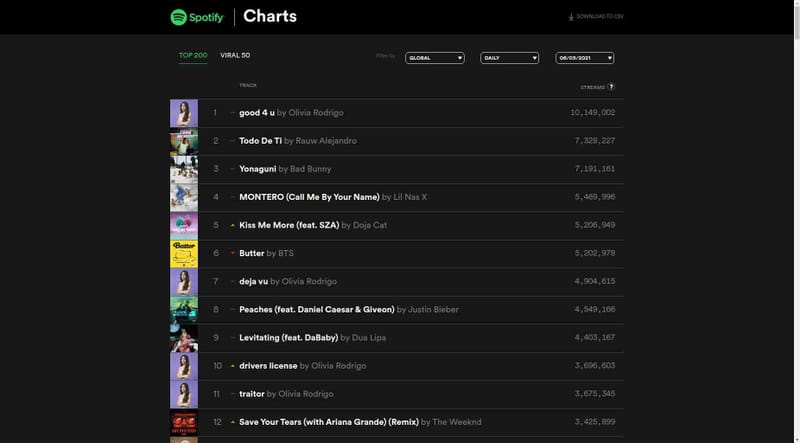 Spotify Charts
DOWNLOAD TO CSV
TOP 200 VIRAL 50 Filter by GLOBAL DAILY 06/05/2021
TRACK STREAMS ?
1 good 4 u by Olivia Rodrigo 10,149,002
2 Todo De Ti by Rauw Alejandro 7,328,227
3 Yonaguni by Bad Bunny 7,191,161
4 MONTERO (Call Me By Your Name) by Lil Nas X 5,469,996
5 Kiss Me More (feat. SZA) by Doja Cat 5,206,949
Butter
6 Butter by BTS 5,202,978
7 deja vu by Olivia Rodrigo 4,904,615
8 Peaches (feat. Daniel Caesar & Giveon) by Justin Bieber 4,549,166
9 Levitating (feat. DaBaby) by Dua Lipa 4,403,167
10 drivers license by Olivia Rodrigo 3,696,603
11 traitor by Olivia Rodrigo 3,675,345
12 Save Your Tears (with Ariana Grande) (Remix) by The Weeknd 3,425,899